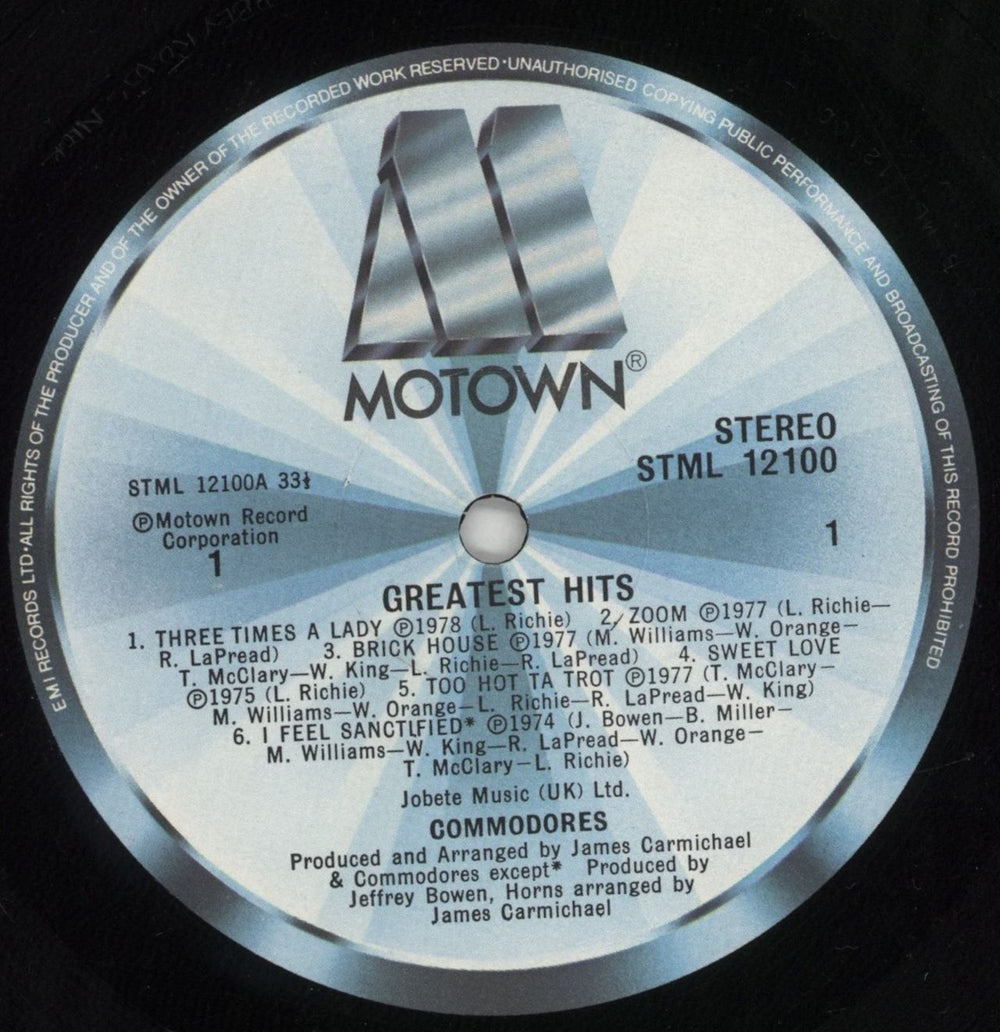 EMI RECORDS LTD·ALL RIGHTS OF THE PRODUCER AND OF THE OWNER OF THE RECORDED WORK RESERVED·UNAUTHORISED COPYING PUBLIC PERFORMANCE AND BROADCASTING OF THIS RECORD PROHIBITED
MOTOWN®
STEREO
STML 12100
STML 12100A 33⅓
℗Motown Record
Corporation
1
1
GREATEST HITS
1. THREE TIMES A LADY ℗1978 (L. Richie) 2. ZOOM ℗1977 (L. Richie—
R. LaPread) 3. BRICK HOUSE ℗1977 (M. Williams—W. Orange—
T. McClary—W. King—L. Richie—R. LaPread) 4. SWEET LOVE
℗1975 (L. Richie) 5. TOO HOT TA TROT ℗1977 (T. McClary—
M. Williams—W. Orange—L. Richie—R. LaPread—W. King)
6. I FEEL SANCTIFIED* ℗1974 (J. Bowen—B. Miller—
M. Williams—W. King—R. LaPread—W. Orange—
T. McClary—L. Richie)
Jobete Music (UK) Ltd.
COMMODORES
Produced and Arranged by James Carmichael
& Commodores except* Produced by
Jeffrey Bowen, Horns arranged by
James Carmichael